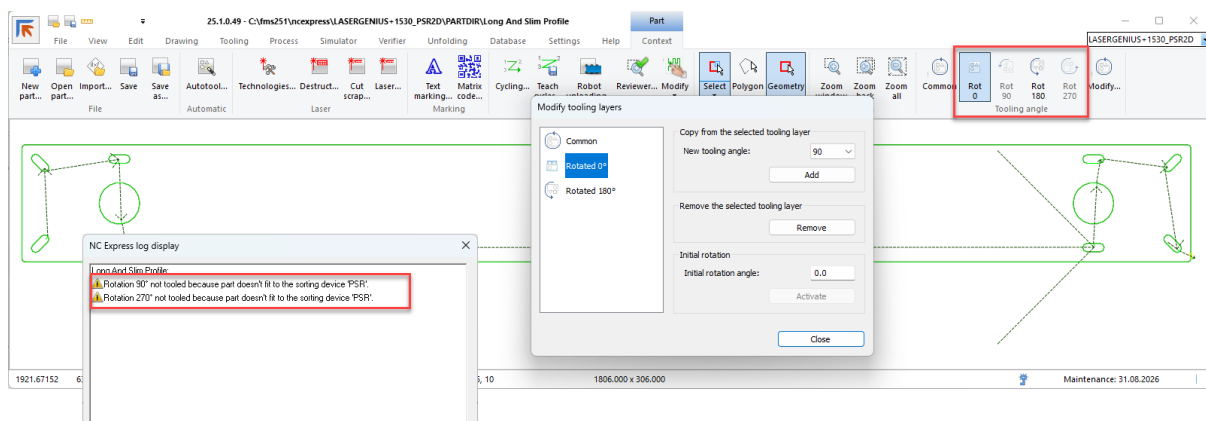 25.1.0.49 - C:\fms251\ncexpress\LASERGENIUS+1530_PSR2D\PARTDIR\Long And Slim Profile
Part
File View Edit Drawing Tooling Process Simulator Verifier Unfolding Database Settings Help Context
LASERGENIUS+1530_PSR2D
New part... Open part... Import... Save Save as... Autotool... Technologies... Destruct... Cut scrap... Laser... Text marking... Matrix code... Cycling... Teach Robot Reviewer... Modify Select Polygon Geometry Zoom Zoom Zoom all Common Rot 0 Rot 90 Rot 180 Rot 270 Modify...
File Automatic Laser Marking Tooling angle
Modify tooling layers
Common
Rotated 0°
Rotated 180°
Copy from the selected tooling layer
New tooling angle: 90
Add
Remove the selected tooling layer
Remove
Initial rotation
Initial rotation angle: 0.0
Activate
Close
NC Express log display
Long And Slim Profile:
Rotation 90° not tooled because part doesn't fit to the sorting device 'PSR'.
Rotation 270° not tooled because part doesn't fit to the sorting device 'PSR'.
1921.67152 6 5, 10 1806.000 x 306.000 Maintenance: 31.08.2026